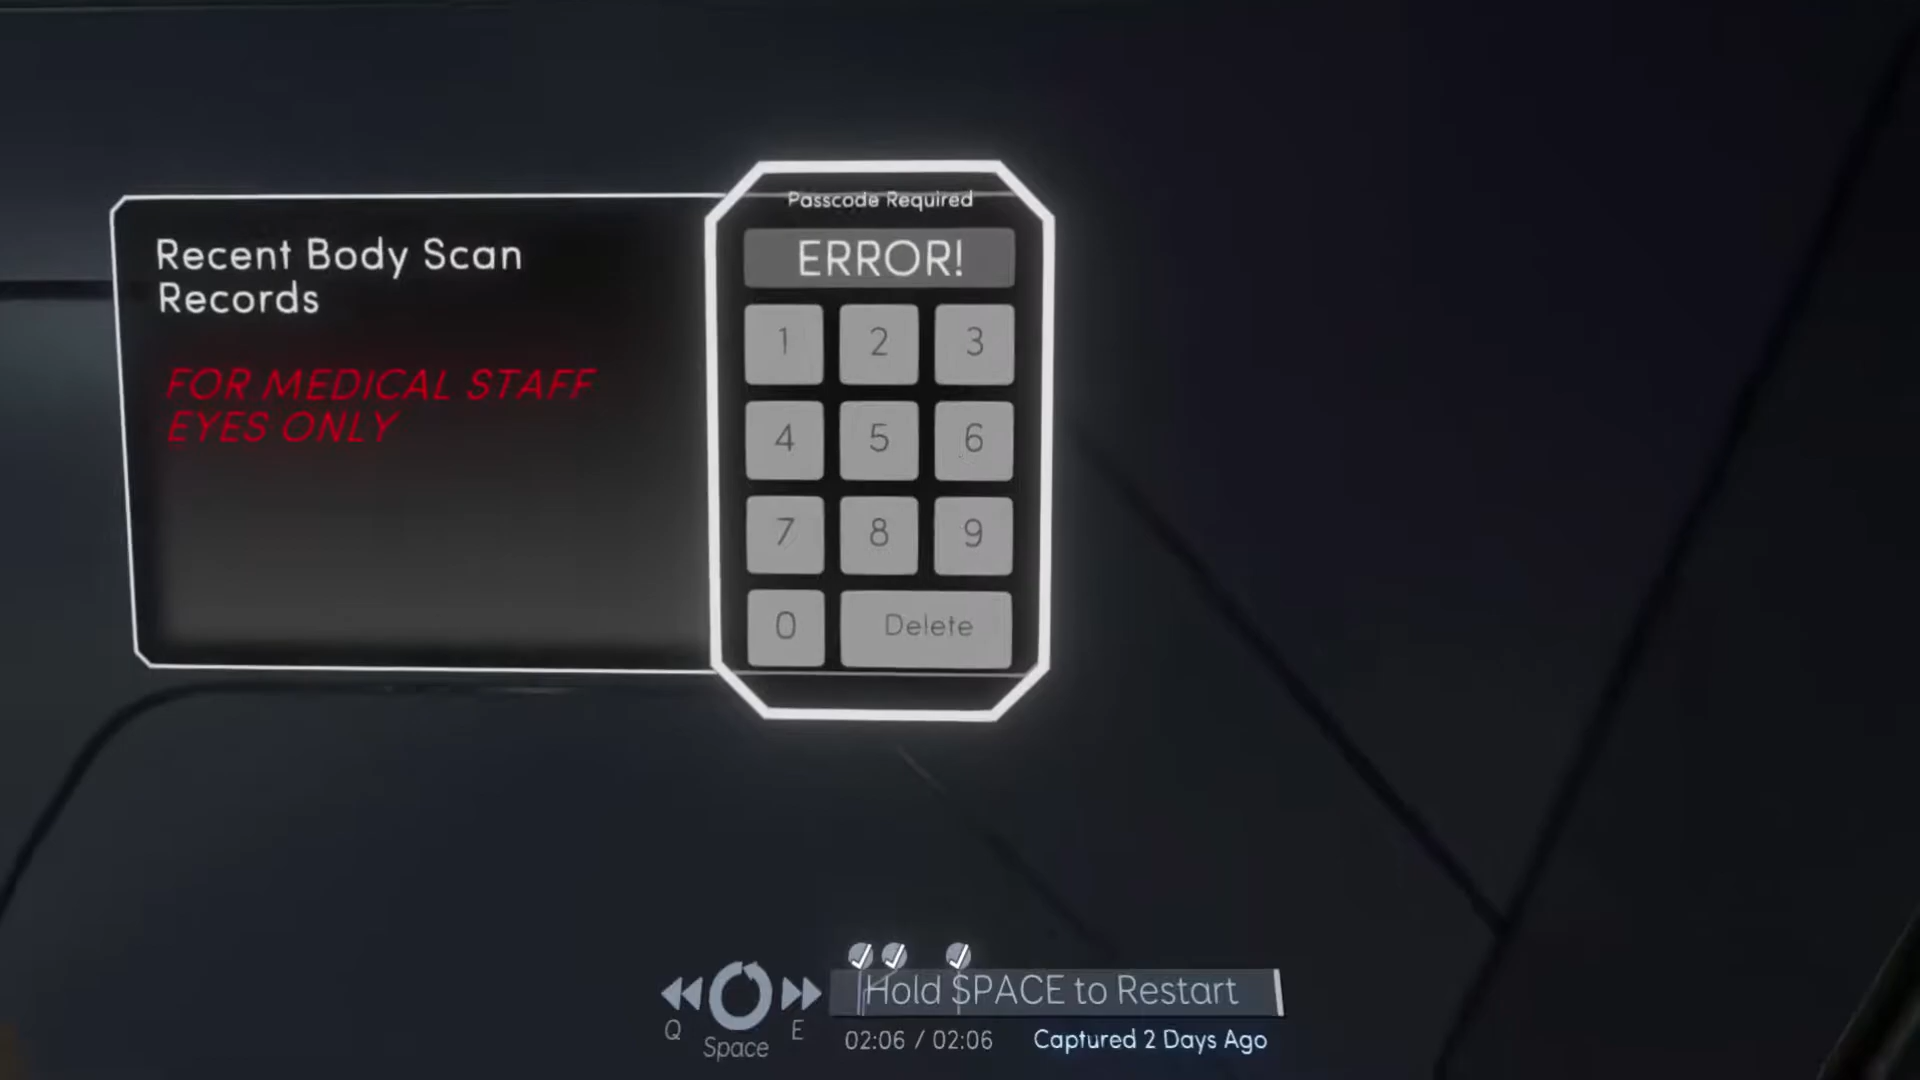 Passcode Required
Recent Body Scan
Records
FOR MEDICAL STAFF
EYES ONLY
ERROR!
1 2 3
4 5 6
7 8 9
0 Delete
Hold SPACE to Restart
Q Space E
02:06 / 02:06 Captured 2 Days Ago